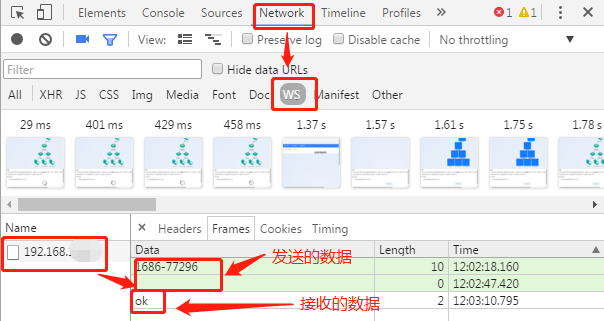 Elements Console Sources Network Timeline Profiles » 1 1
View: Preserve log Disable cache No throttling
Filter Hide data URLs
All XHR JS CSS Img Media Font Doc WS Manifest Other
29 ms 401 ms 429 ms 458 ms 1.37 s 1.57 s 1.61 s 1.75 s 1.78 s
Name × Headers Frames Cookies Timing
192.168. Data Length Time
1686-77296 发送的数据 10 12:02:18.160
0 12:02:47.420
ok 接收的数据 2 12:03:10.795